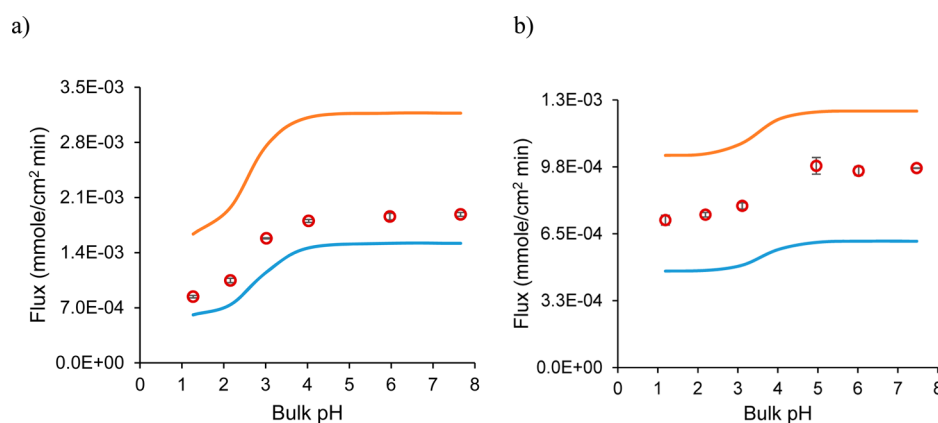 a)
b)
3.5E-03
2.8E-03
2.1E-03
1.4E-03
7.0E-04
0.0E+00
Flux (mmole/cm² min)
0 1 2 3 4 5 6 7 8
Bulk pH
1.3E-03
9.8E-04
6.5E-04
3.3E-04
0.0E+00
Flux (mmole/cm² min)
0 1 2 3 4 5 6 7 8
Bulk pH